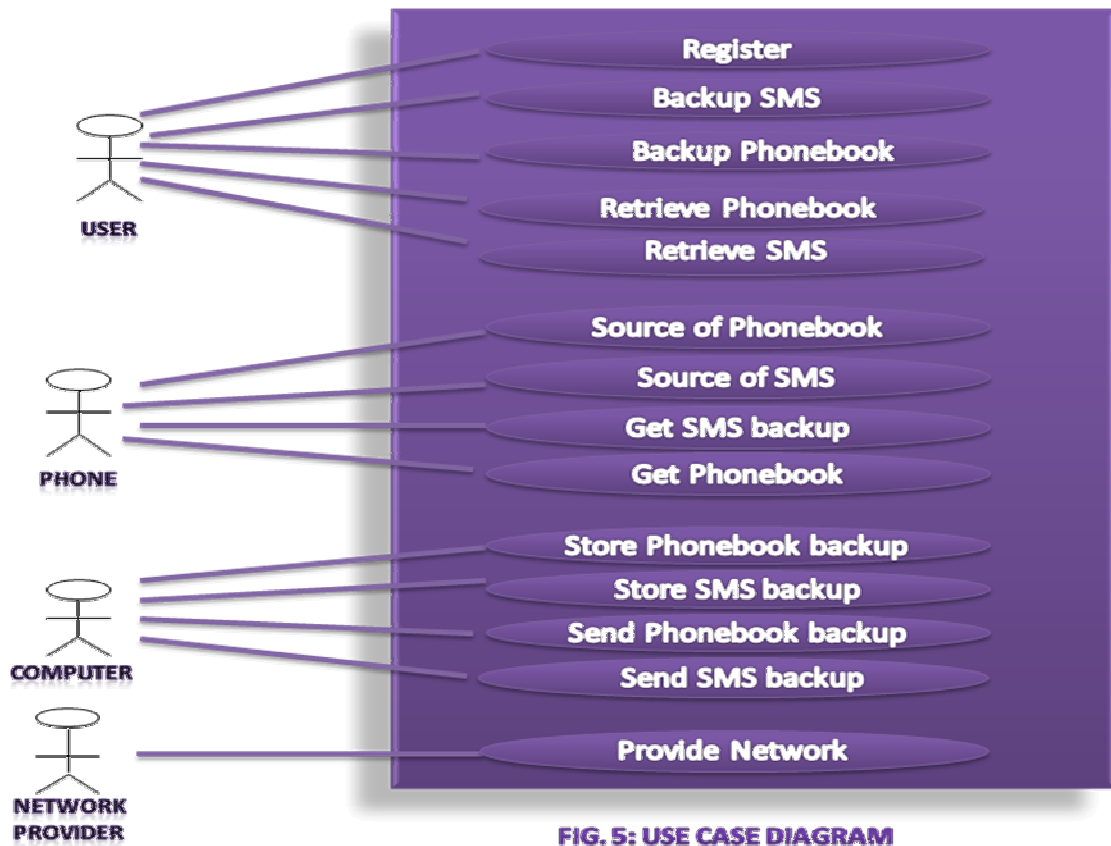 Register
Backup SMS
Backup Phonebook
Retrieve Phonebook
Retrieve SMS
USER
Source of Phonebook
Source of SMS
Get SMS backup
Get Phonebook
PHONE
Store Phonebook backup
Store SMS backup
Send Phonebook backup
Send SMS backup
COMPUTER
Provide Network
NETWORK
PROVIDER
FIG. 5: USE CASE DIAGRAM